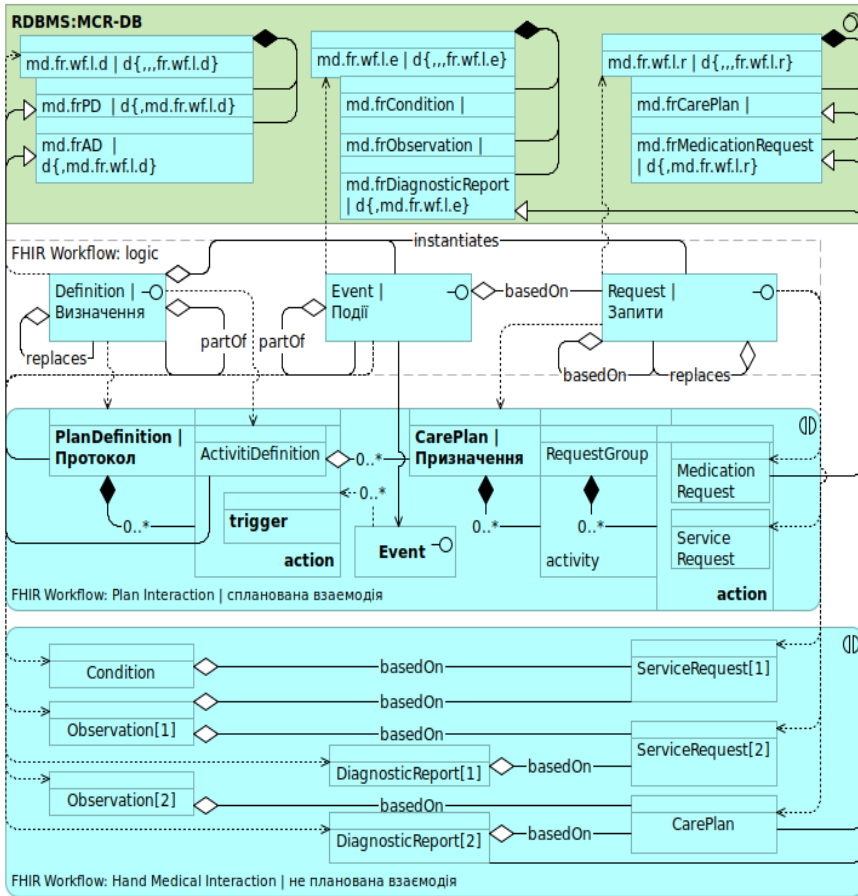 RDBMS:MCR-DB
md.fr.wf.l.d | d{,,,fr.wf.l.d}
md.frPD | d{,md.fr.wf.l.d}
md.frAD |
d{,md.fr.wf.l.d}
md.fr.wf.l.e | d{,,,fr.wf.l.e}
md.frCondition |
md.frObservation |
md.frDiagnosticReport
| d{,md.fr.wf.l.e}
md.fr.wf.l.r | d{,,,fr.wf.l.r}
md.frCarePlan |
md.frMedicationRequest
| d{,md.fr.wf.l.r}
FHIR Workflow: logic
instantiates
Definition |
Визначення
Event |
Події
basedOn
Request |
Запити
replaces
partOf
partOf
basedOn
replaces
PlanDefinition |
Протокол
ActivitiDefinition
0..*
CarePlan |
Призначення
RequestGroup
Medication
Request
0..*
trigger
0..*
action
Event
0..*
0..*
activity
Service
Request
action
FHIR Workflow: Plan Interaction | спланована взаемодія
Condition
basedOn
ServiceRequest[1]
basedOn
Observation[1]
basedOn
ServiceRequest[2]
DiagnosticReport[1]
basedOn
Observation[2]
basedOn
CarePlan
DiagnosticReport[2]
basedOn
FHIR Workflow: Hand Medical Interaction | не планована взаємодія